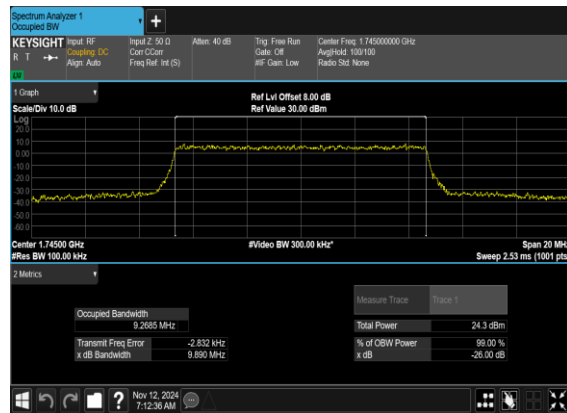 Spectrum Analyzer 1
Occupied BW
KEYSIGHT
R T
LW
Input: RF
Coupling: DC
Align: Auto
Input Z: 50 Ω
Corr CCorr
Freq Ref: Int (S)
Atten: 40 dB
Trig: Free Run
Gate: Off
#IF Gain: Low
Center Freq: 1.745000000 GHz
Avg|Hold: 100/100
Radio Std: None
1 Graph
Scale/Div 10.0 dB
Ref Lvl Offset 8.00 dB
Ref Value 30.00 dBm
Log
20.0
10.0
0.00
-10.0
-20.0
-30.0
-40.0
-50.0
-60.0
Center 1.74500 GHz
#Res BW 100.00 kHz
#Video BW 300.00 kHz*
Span 20 MHz
Sweep 2.53 ms (1001 pts
2 Metrics
Measure Trace Trace 1
Occupied Bandwidth
9.2685 MHz
Total Power 24.3 dBm
Transmit Freq Error -2.832 kHz
% of OBW Power 99.00 %
x dB Bandwidth 9.890 MHz
x dB -26.00 dB
Nov 12, 2024
7:12:36 AM